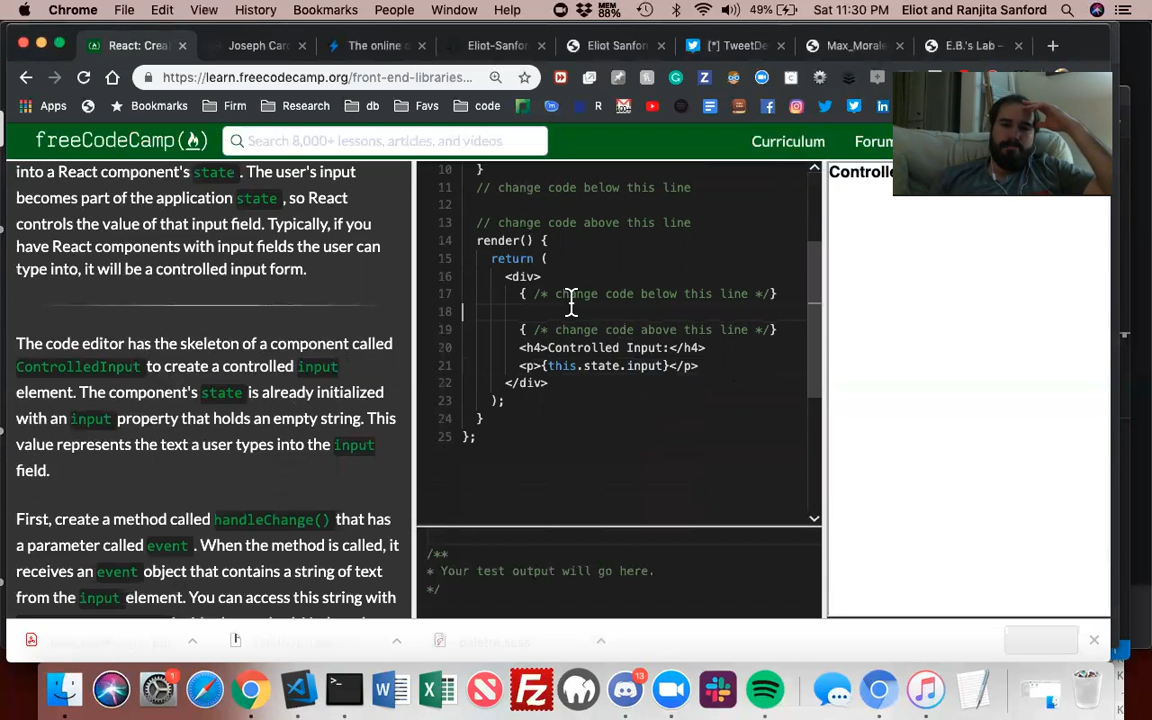 Chrome File Edit View History Bookmarks People Window Help MEM 88% 49% Sat 11:30 PM Eliot and Ranjita Sanford
React: Crea Joseph Car The online Eliot-Sanfor Eliot Sanfor [*] TweetDe Max_Morale E.B.'s Lab –
https://learn.freecodecamp.org/front-end-libraries...
Apps Bookmarks Firm Research db Favs code R 100+
freeCodeCamp Search 8,000+ lessons, articles, and videos Curriculum Forum
into a React component's state . The user's input
becomes part of the application state , so React
controls the value of that input field. Typically, if you
have React components with input fields the user can
type into, it will be a controlled input form.
The code editor has the skeleton of a component called
ControlledInput to create a controlled input
element. The component's state is already initialized
with an input property that holds an empty string. This
value represents the text a user types into the input
field.
First, create a method called handleChange() that has
a parameter called event . When the method is called, it
receives an event object that contains a string of text
from the input element. You can access this string with
10 }
11 // change code below this line
12
13 // change code above this line
14 render() {
15 return (
16 <div>
17 { /* change code below this line */}
18
19 { /* change code above this line */}
20 <h4>Controlled Input:</h4>
21 <p>{this.state.input}</p>
22 </div>
23 );
24 }
25 };
/**
* Your test output will go here.
*/
Controlle
1
13